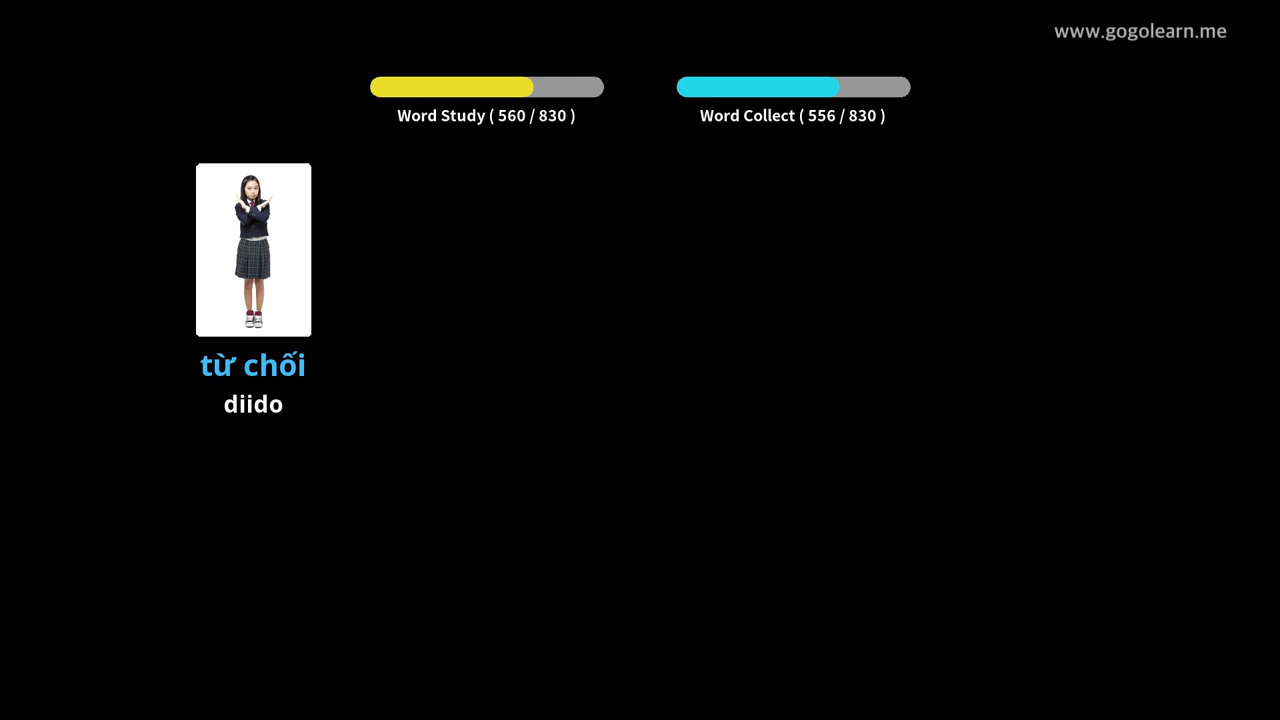 www.gogolearn.me
Word Study ( 560 / 830 )
Word Collect ( 556 / 830 )
từ chối
diido